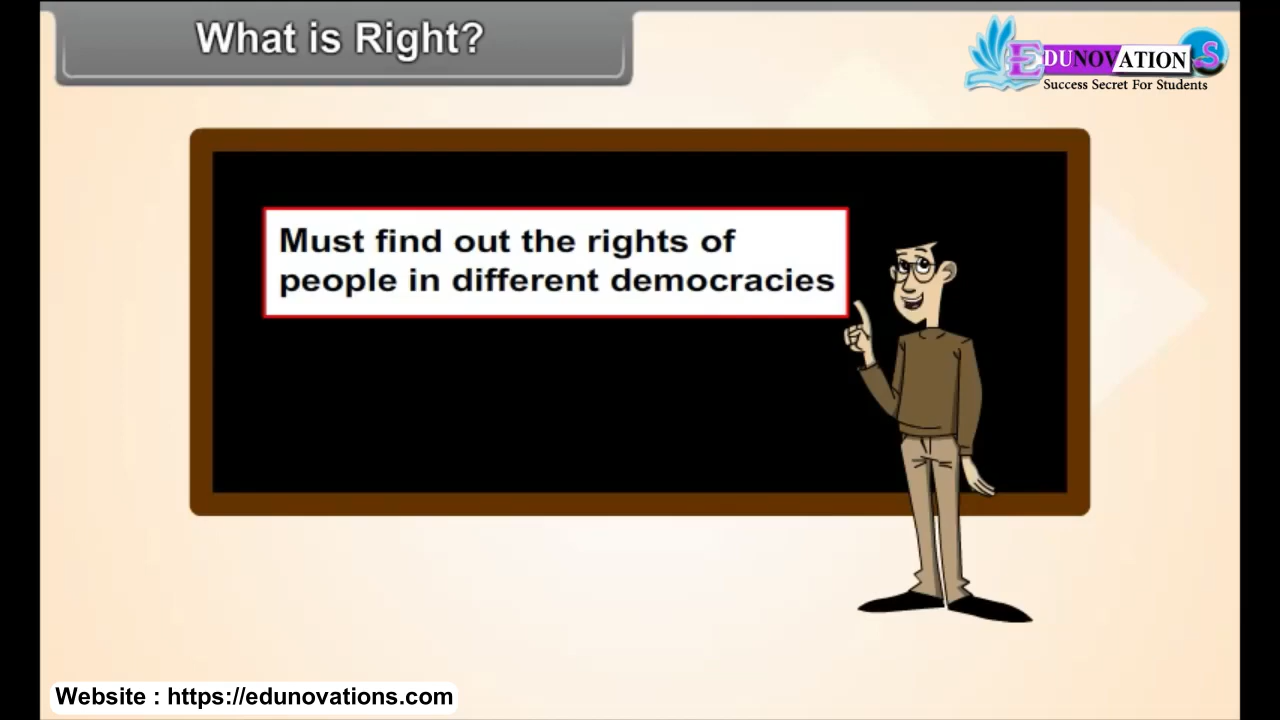 What is Right?
EDUNOVATION S
Success Secret For Students
Must find out the rights of
people in different democracies
Website : https://edunovations.com